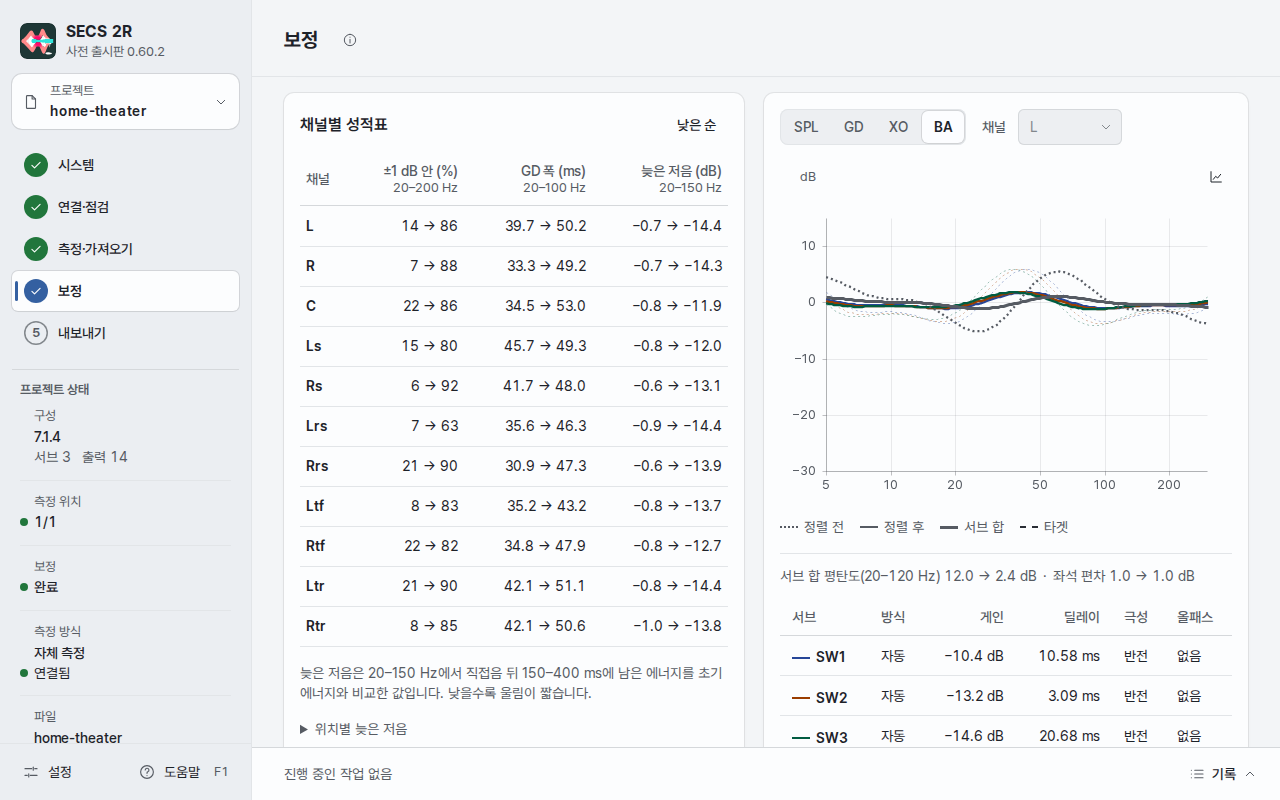 SECS 2R
사전 출시판 0.60.2
프로젝트
home-theater
시스템
연결·점검
측정·가져오기
보정
5 내보내기
프로젝트 상태
구성
7.1.4
서브 3 출력 14
측정 위치
1/1
보정
완료
측정 방식
자체 측정
연결됨
파일
home-theater
설정 도움말 F1
보정
채널별 성적표 낮은 순
채널 ±1 dB 안 (%) GD 폭 (ms) 늦은 저음 (dB)
20–200 Hz 20–100 Hz 20–150 Hz
L 14 → 86 39.7 → 50.2 −0.7 → −14.4
R 7 → 88 33.3 → 49.2 −0.7 → −14.3
C 22 → 86 34.5 → 53.0 −0.8 → −11.9
Ls 15 → 80 45.7 → 49.3 −0.8 → −12.0
Rs 6 → 92 41.7 → 48.0 −0.6 → −13.1
Lrs 7 → 63 35.6 → 46.3 −0.9 → −14.4
Rrs 21 → 90 30.9 → 47.3 −0.6 → −13.9
Ltf 8 → 83 35.2 → 43.2 −0.8 → −13.7
Rtf 22 → 82 34.8 → 47.9 −0.8 → −12.7
Ltr 21 → 90 42.1 → 51.1 −0.8 → −14.4
Rtr 8 → 85 42.1 → 50.6 −1.0 → −13.8
늦은 저음은 20–150 Hz에서 직접음 뒤 150–400 ms에 남은 에너지를 초기
에너지와 비교한 값입니다. 낮을수록 울림이 짧습니다.
▶ 위치별 늦은 저음
SPL GD XO BA 채널 L
dB
10
0
−10
−20
−30
5 10 20 50 100 200
정렬 전 정렬 후 서브 합 타겟
서브 합 평탄도(20–120 Hz) 12.0 → 2.4 dB · 좌석 편차 1.0 → 1.0 dB
서브 방식 게인 딜레이 극성 올패스
SW1 자동 −10.4 dB 10.58 ms 반전 없음
SW2 자동 −13.2 dB 3.09 ms 반전 없음
SW3 자동 −14.6 dB 20.68 ms 반전 없음
진행 중인 작업 없음 기록